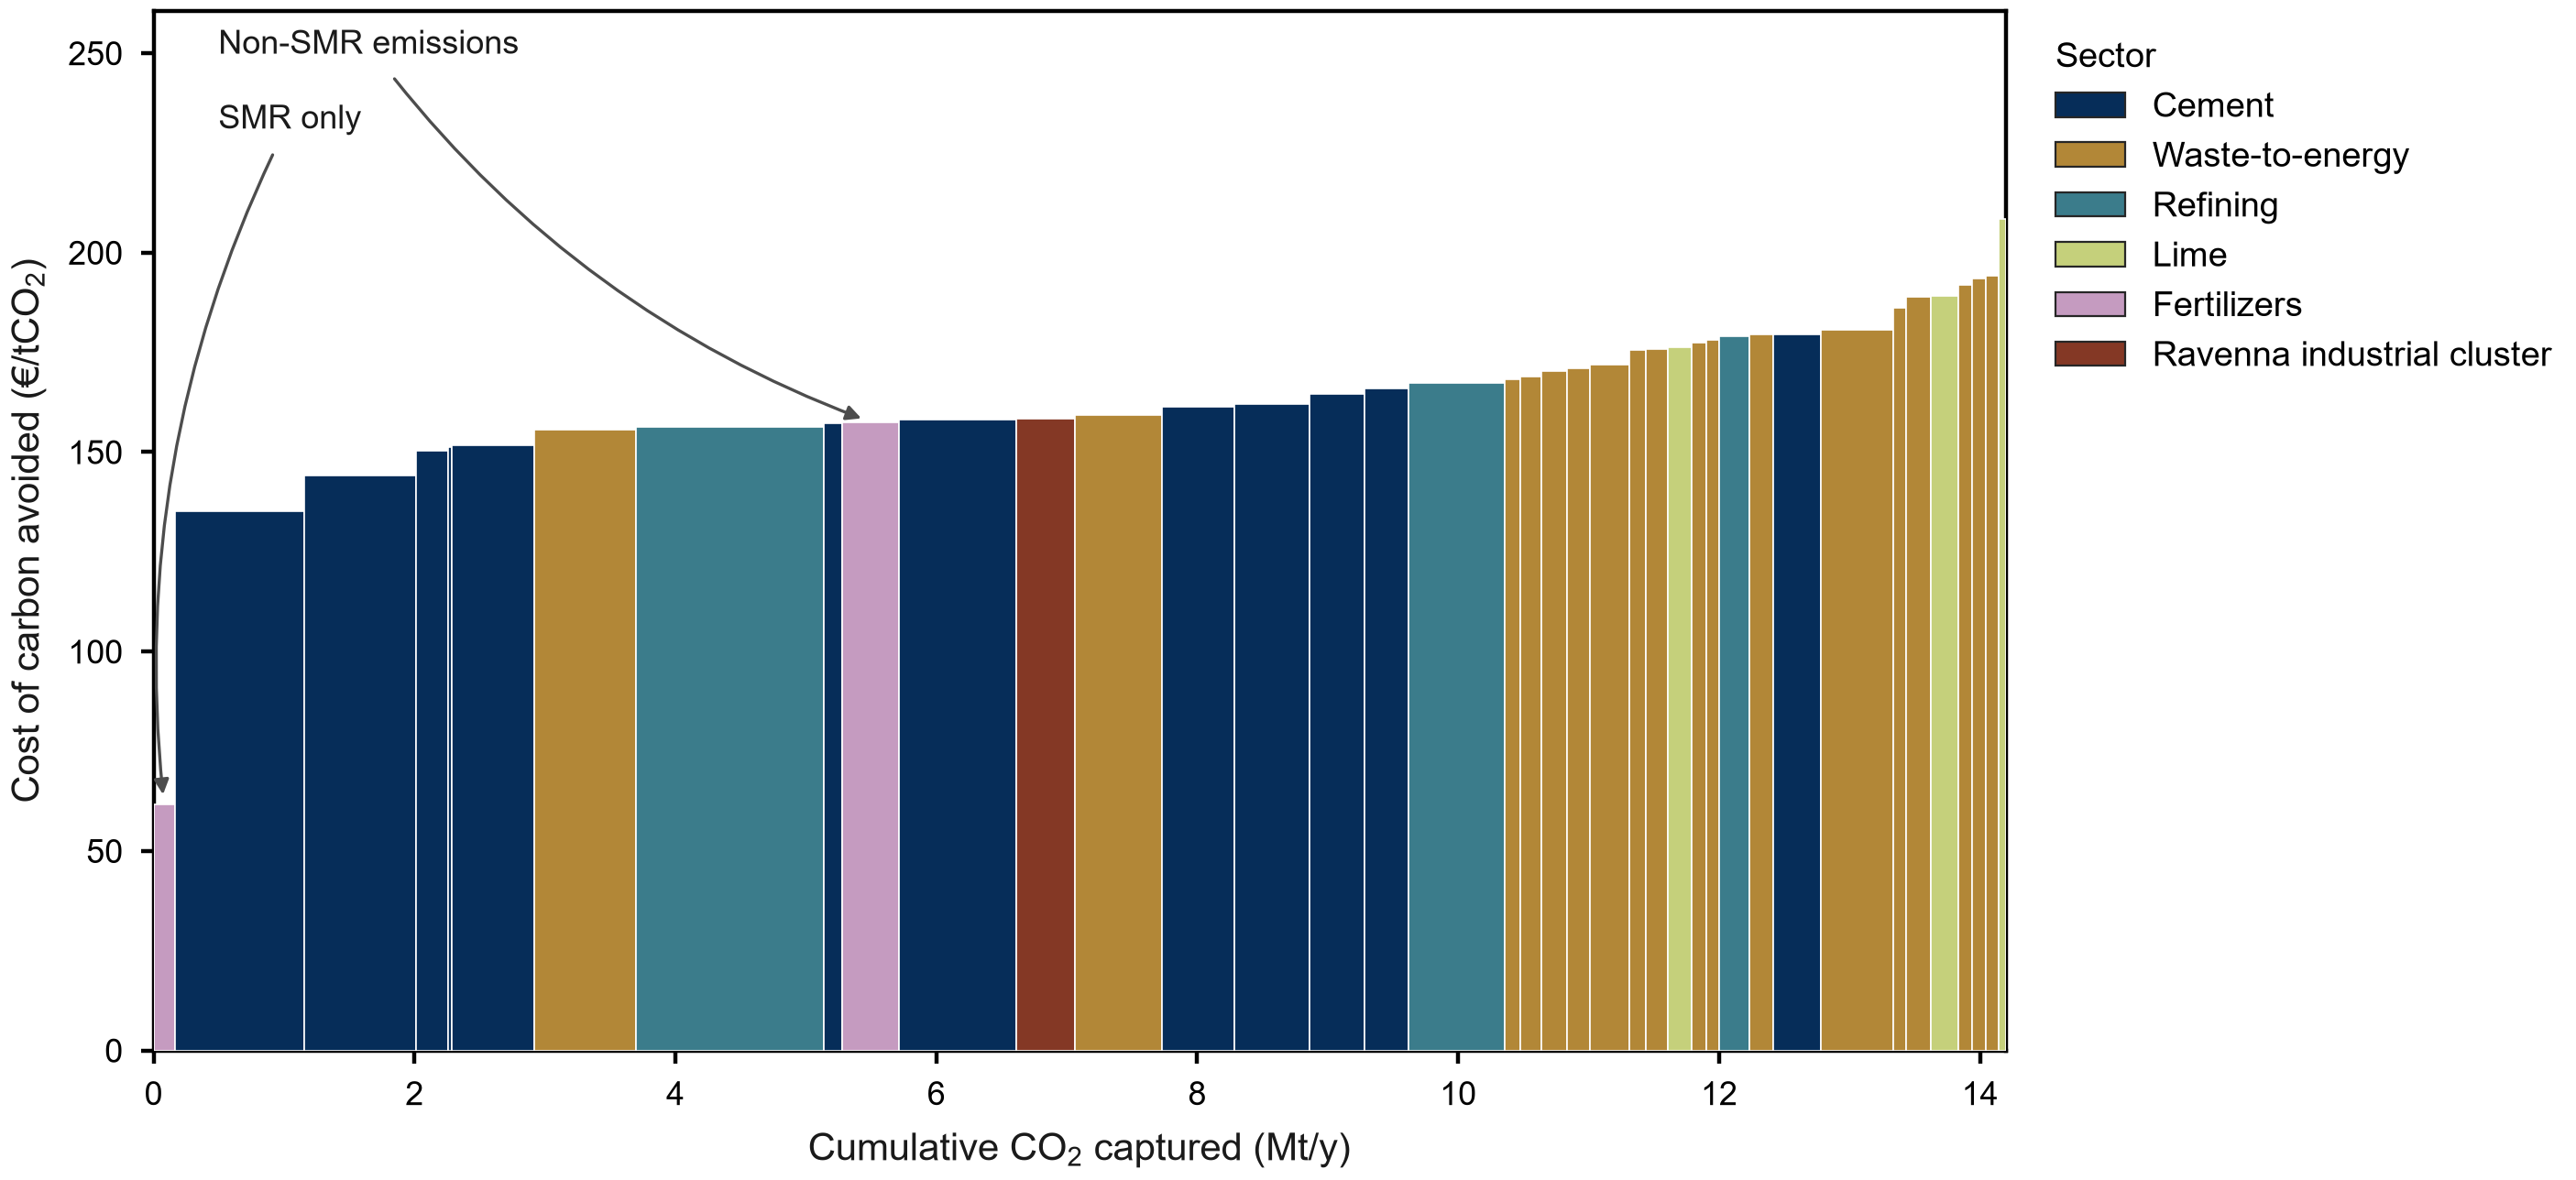 Non-SMR emissions
SMR only
Cost of carbon avoided (€/tCO₂)
250
200
150
100
50
0
0 2 4 6 8 10 12 14
Cumulative CO₂ captured (Mt/y)
Sector
Cement
Waste-to-energy
Refining
Lime
Fertilizers
Ravenna industrial cluster